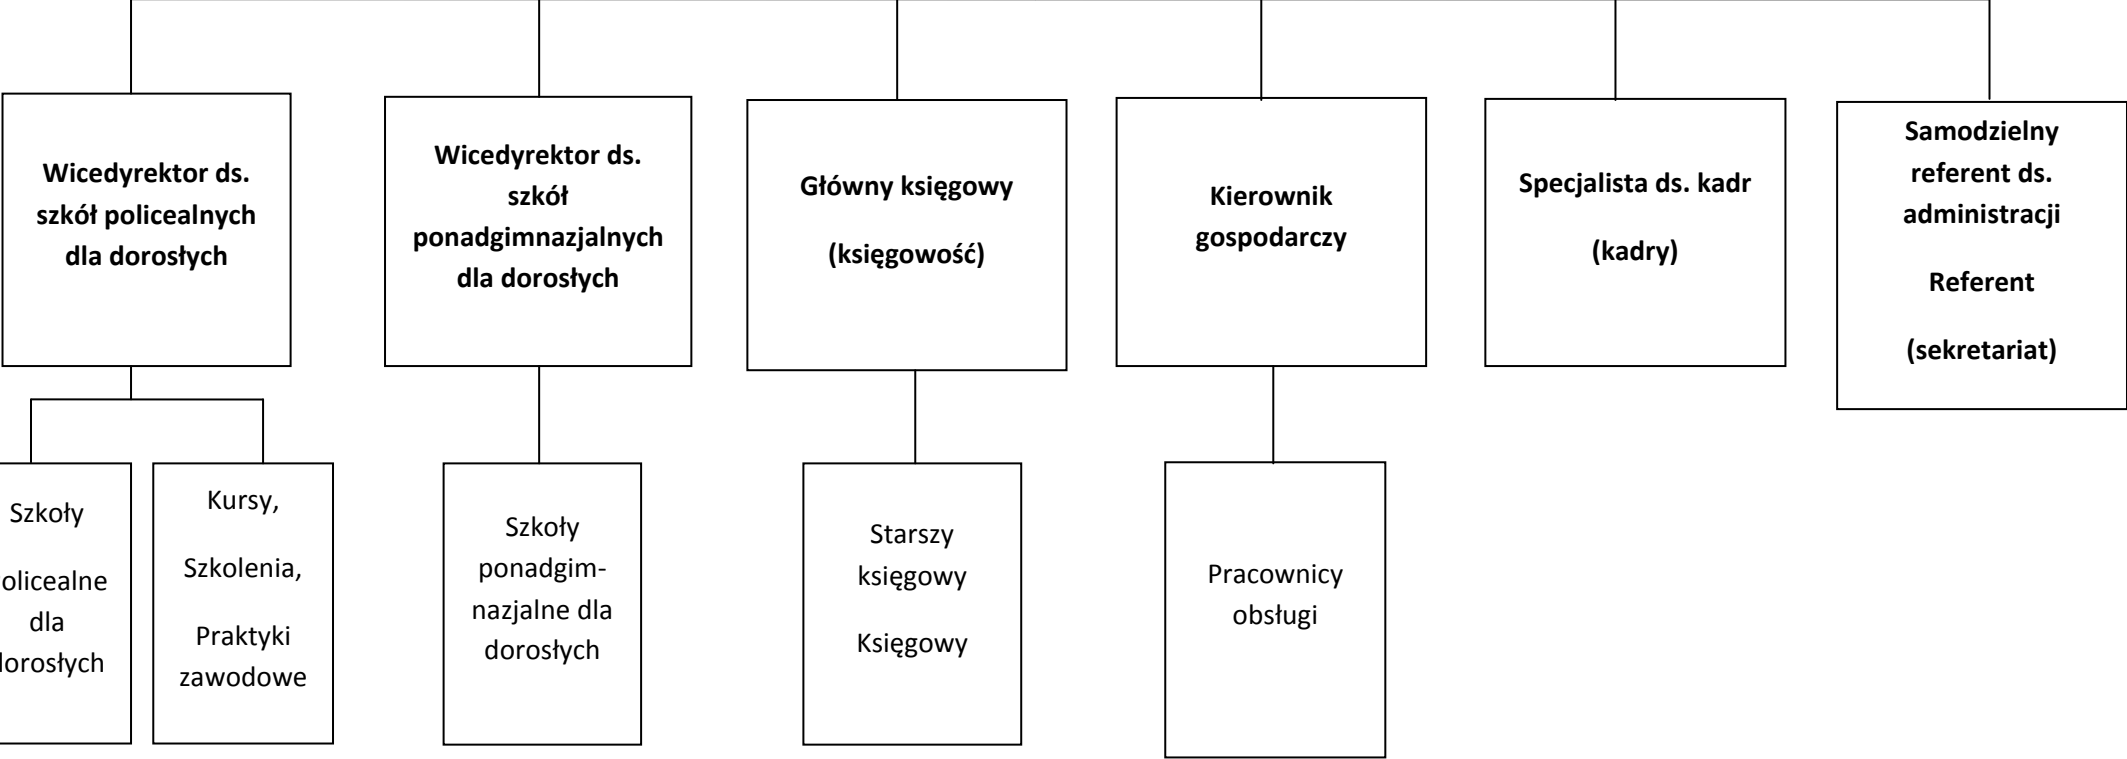 Wicedyrektor ds.
szkół policealnych
dla dorosłych
Wicedyrektor ds.
szkół
ponadgimnazjalnych
dla dorosłych
Główny księgowy
(księgowość)
Kierownik
gospodarczy
Specjalista ds. kadr
(kadry)
Samodzielny
referent ds.
administracji
Referent
(sekretariat)
Szkoły
olicealne
dla
dorosłych
Kursy,
Szkolenia,
Praktyki
zawodowe
Szkoły
ponadgim-
nazjalne dla
dorosłych
Starszy
księgowy
Księgowy
Pracownicy
obsługi